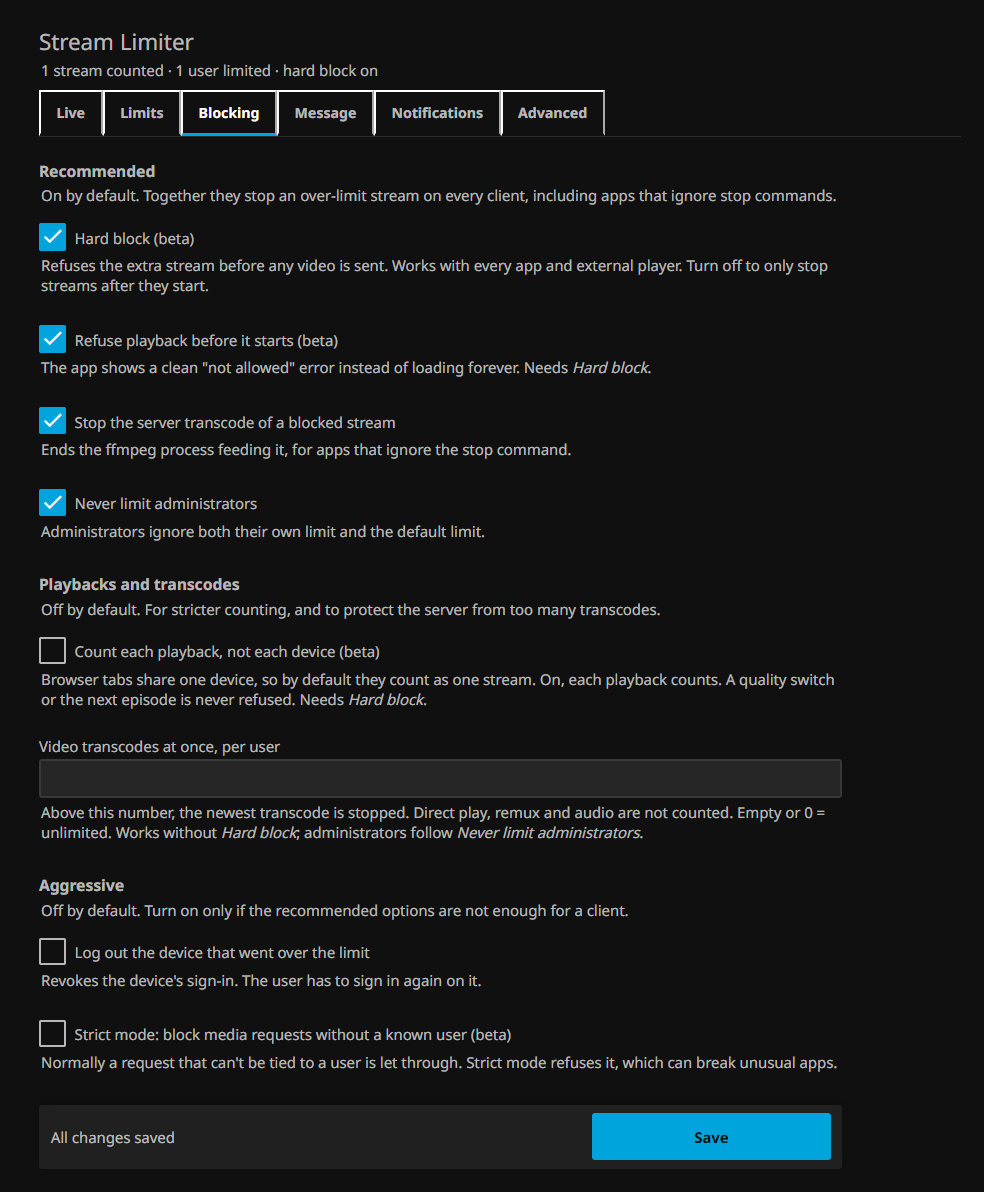 Stream Limiter
1 stream counted · 1 user limited · hard block on
Live
Limits
Blocking
Message
Notifications
Advanced
Recommended
On by default. Together they stop an over-limit stream on every client, including apps that ignore stop commands.
Hard block (beta)
Refuses the extra stream before any video is sent. Works with every app and external player. Turn off to only stop
streams after they start.
Refuse playback before it starts (beta)
The app shows a clean "not allowed" error instead of loading forever. Needs Hard block.
Stop the server transcode of a blocked stream
Ends the ffmpeg process feeding it, for apps that ignore the stop command.
Never limit administrators
Administrators ignore both their own limit and the default limit.
Playbacks and transcodes
Off by default. For stricter counting, and to protect the server from too many transcodes.
Count each playback, not each device (beta)
Browser tabs share one device, so by default they count as one stream. On, each playback counts. A quality switch
or the next episode is never refused. Needs Hard block.
Video transcodes at once, per user
Above this number, the newest transcode is stopped. Direct play, remux and audio are not counted. Empty or 0 =
unlimited. Works without Hard block; administrators follow Never limit administrators.
Aggressive
Off by default. Turn on only if the recommended options are not enough for a client.
Log out the device that went over the limit
Revokes the device's sign-in. The user has to sign in again on it.
Strict mode: block media requests without a known user (beta)
Normally a request that can't be tied to a user is let through. Strict mode refuses it, which can break unusual apps.
All changes saved
Save